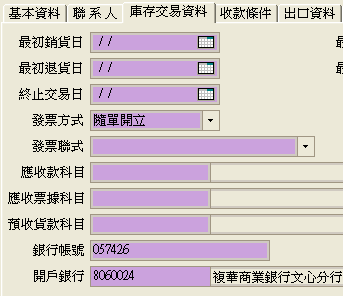 基本資料 聯 系 人 庫存交易資料 收款條件 出口資料
最初銷貨日 / /
最初退貨日 / /
終止交易日 / /
發票方式 隨單開立
發票聯式
應收款科目
應收票據科目
預收貨款科目
銀行帳號 057426
開戶銀行 8060024 複華商業銀行文心分行